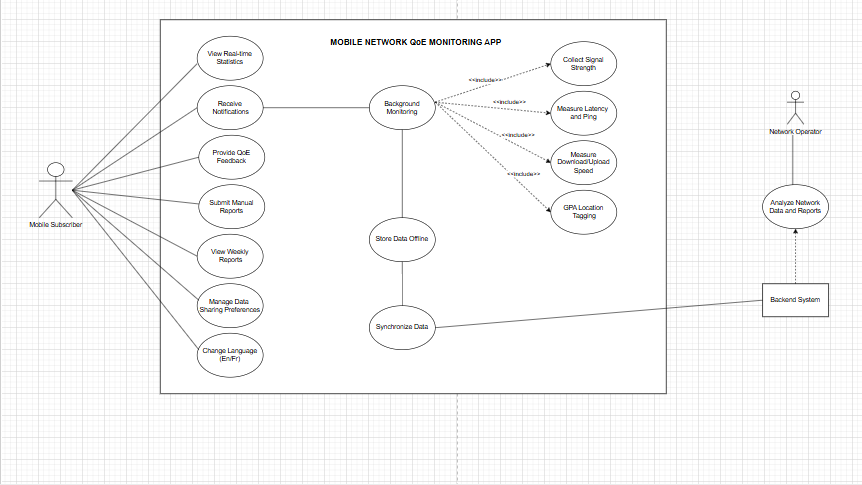 MOBILE NETWORK QoE MONITORING APP
View Real-time
Statistics
Receive
Notifications
Provide QoE
Feedback
Submit Manual
Reports
View Weekly
Reports
Manage Data
Sharing Preferences
Change Language
(En/Fr)
Mobile Subscriber
Background
Monitoring
Store Data Offline
Synchronize Data
<<include>>
<<include>>
<<include>>
<<include>>
Collect Signal
Strength
Measure Latency
and Ping
Measure
Download/Upload
Speed
GPA Location
Tagging
Network Operator
Analyze Network
Data and Reports
Backend System